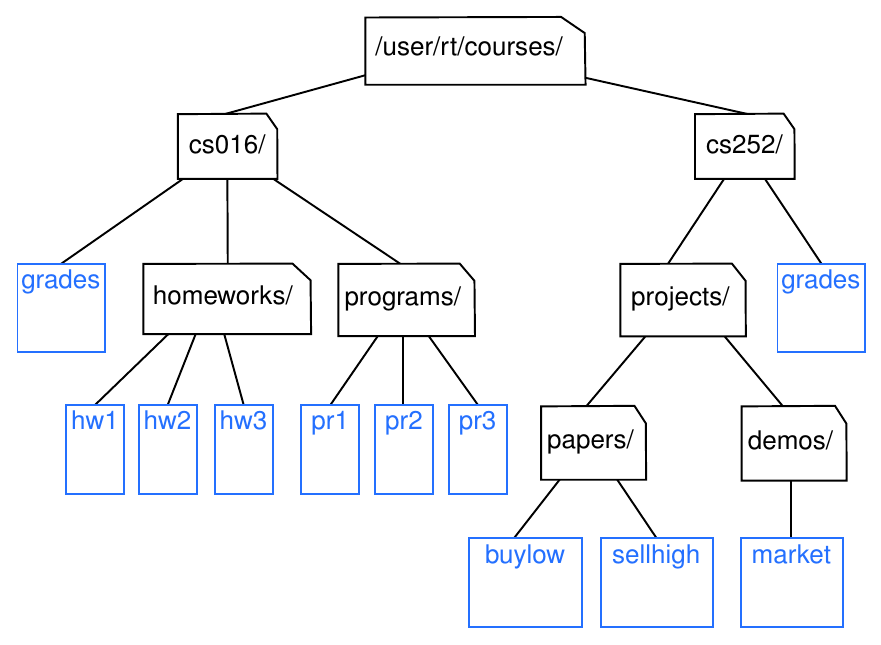 /user/rt/courses/
cs016/
cs252/
grades
homeworks/
programs/
projects/
grades
hw1
hw2
hw3
pr1
pr2
pr3
papers/
demos/
buylow
sellhigh
market